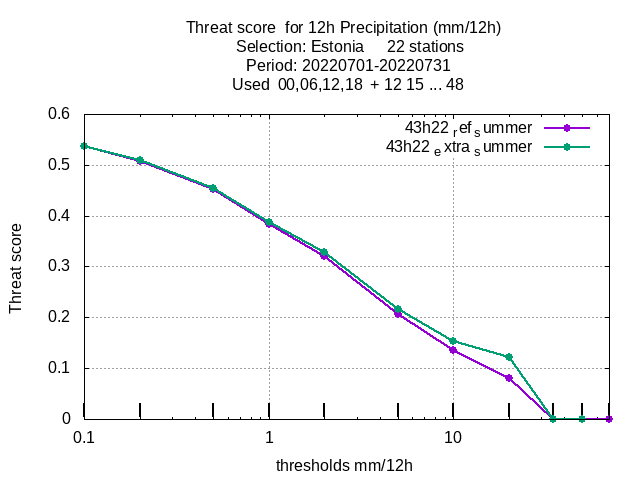 Threat score  for 12h Precipitation (mm/12h)
Selection: Estonia     22 stations
Period: 20220701-20220731
Used  00,06,12,18  + 12 15 ... 48
43h22 ref summer
43h22 extra summer
Threat score
0.6
0.5
0.4
0.3
0.2
0.1
0
0.1 1 10
thresholds mm/12h